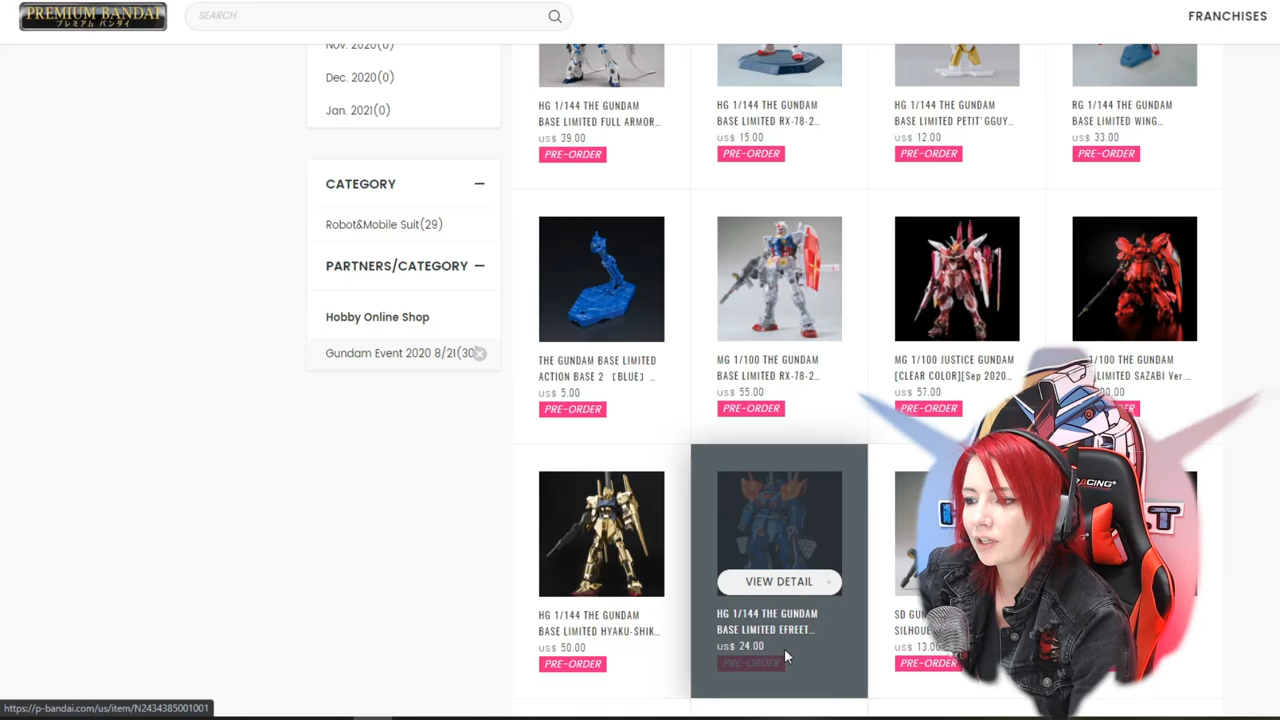 PREMIUM BANDAI
プレミアム バンダイ
SEARCH
FRANCHISES
Nov. 2020(0)
Dec. 2020(0)
Jan. 2021(0)
CATEGORY
Robot&Mobile Suit(29)
PARTNERS/CATEGORY
Hobby Online Shop
Gundam Event 2020 8/21(30)
HG 1/144 THE GUNDAM
BASE LIMITED FULL ARMOR...
US$ 39.00
PRE-ORDER
HG 1/144 THE GUNDAM
BASE LIMITED RX-78-2...
US$ 15.00
PRE-ORDER
HG 1/144 THE GUNDAM
BASE LIMITED PETIT'GGUY...
US$ 12.00
PRE-ORDER
RG 1/144 THE GUNDAM
BASE LIMITED WING...
US$ 33.00
PRE-ORDER
THE GUNDAM BASE LIMITED
ACTION BASE 2 [BLUE] ...
US$ 5.00
PRE-ORDER
MG 1/100 THE GUNDAM
BASE LIMITED RX-78-2...
US$ 55.00
PRE-ORDER
MG 1/100 JUSTICE GUNDAM
[CLEAR COLOR][Sep 2020...
US$ 57.00
PRE-ORDER
1/100 THE GUNDAM
LIMITED SAZABI Ver...
HG 1/144 THE GUNDAM
BASE LIMITED HYAKU-SHIK...
US$ 50.00
PRE-ORDER
VIEW DETAIL
HG 1/144 THE GUNDAM
BASE LIMITED EFREET...
US$ 24.00
PRE-ORDER
SD GUN
SILHOUE
US$ 13.00
PRE-ORDER
RACING
https://p-bandai.com/us/item/N2434385001001